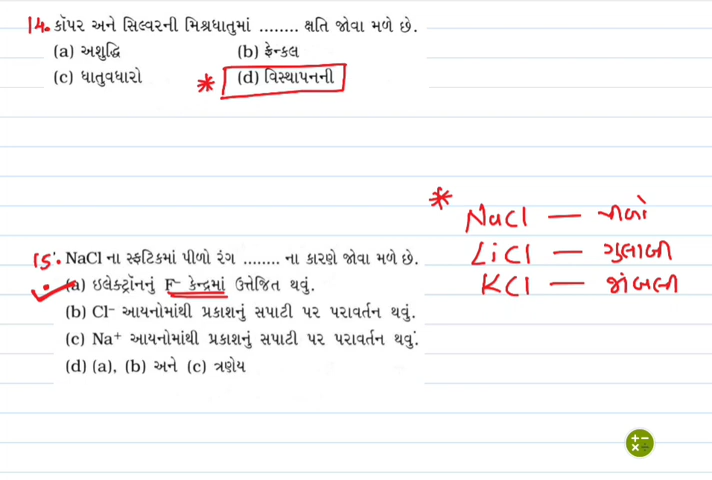 14. કૉપર અને સિલ્વરની મિશ્રધાતુમાં ........ ક્ષતિ જોવા મળે છે.
(a) અશુદ્ધિ (b) ફ્રેન્કલ
(c) ધાતુવધારો * (d) વિસ્થાપનની
* NaCl — પીળો
LiCl — ગુલાબી
KCl — જાંબલી
15. NaCl ના સ્ફટિકમાં પીળો રંગ ........ ના કારણે જોવા મળે છે.
(a) ઇલેક્ટ્રૉનનું F⁻ કેન્દ્રમાં ઉત્તેજિત થવું.
(b) Cl⁻ આયનોમાંથી પ્રકાશનું સપાટી પર પરાવર્તન થવું.
(c) Na⁺ આયનોમાંથી પ્રકાશનું સપાટી પર પરાવર્તન થવું.
(d) (a), (b) અને (c) ત્રણેય
+ −
× ÷